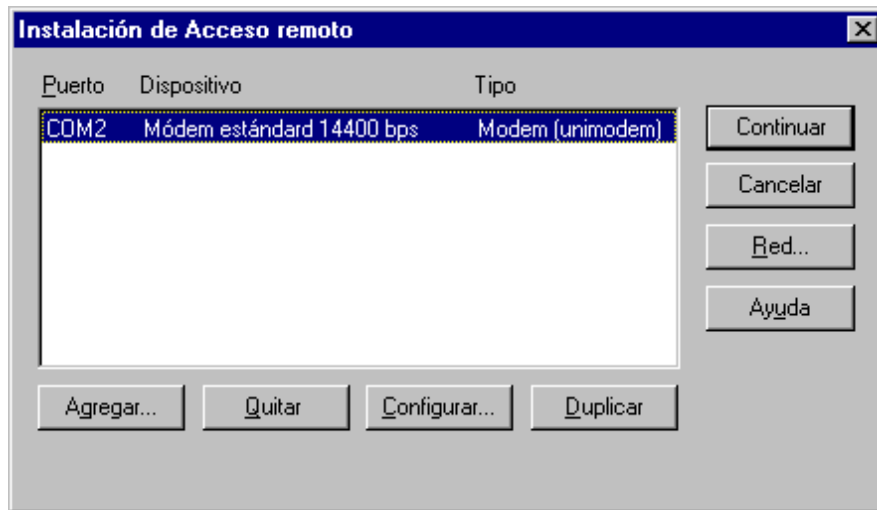 Instalación de Acceso remoto
Puerto Dispositivo Tipo
COM2 Módem estándard 14400 bps Modem (unimodem)
Continuar
Cancelar
Red...
Ayuda
Agregar... Quitar Configurar... Duplicar